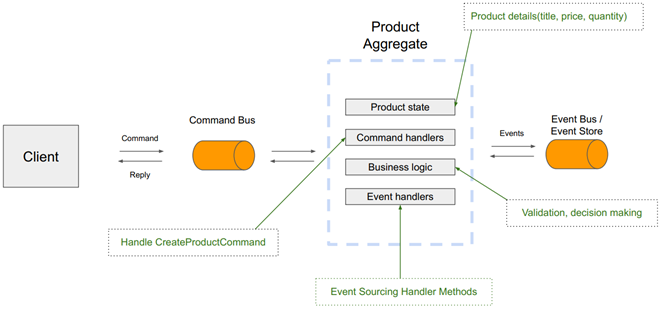 Product details(title, price, quantity)
Product
Aggregate
Client
Command
Reply
Command Bus
Product state
Command handlers
Business logic
Event handlers
Events
Event Bus /
Event Store
Validation, decision making
Handle CreateProductCommand
Event Sourcing Handler Methods